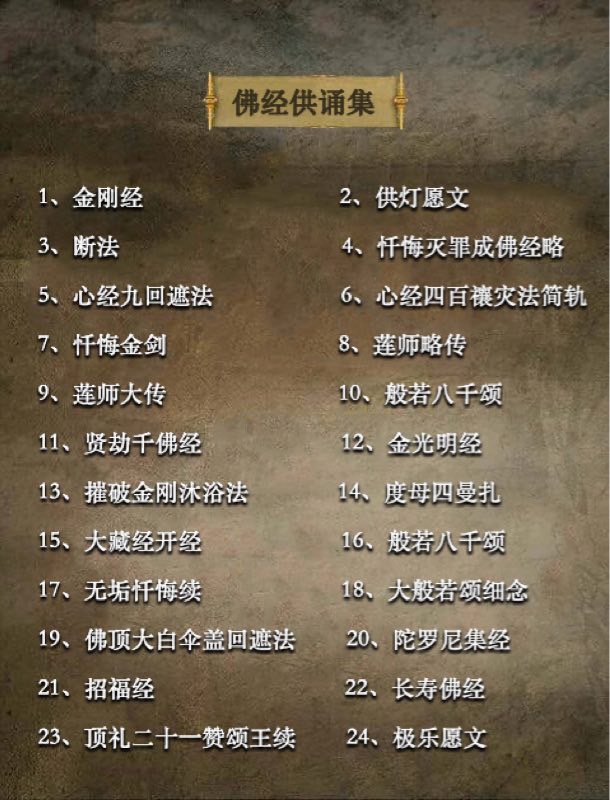 佛经供诵集
1、金刚经
2、供灯愿文
3、断法
4、忏悔灭罪成佛经略
5、心经九回遮法
6、心经四百禳灾法简轨
7、忏悔金剑
8、莲师略传
9、莲师大传
10、般若八千颂
11、贤劫千佛经
12、金光明经
13、摧破金刚沐浴法
14、度母四曼扎
15、大藏经开经
16、般若八千颂
17、无垢忏悔续
18、大般若颂细念
19、佛顶大白伞盖回遮法
20、陀罗尼集经
21、招福经
22、长寿佛经
23、顶礼二十一赞颂王续
24、极乐愿文